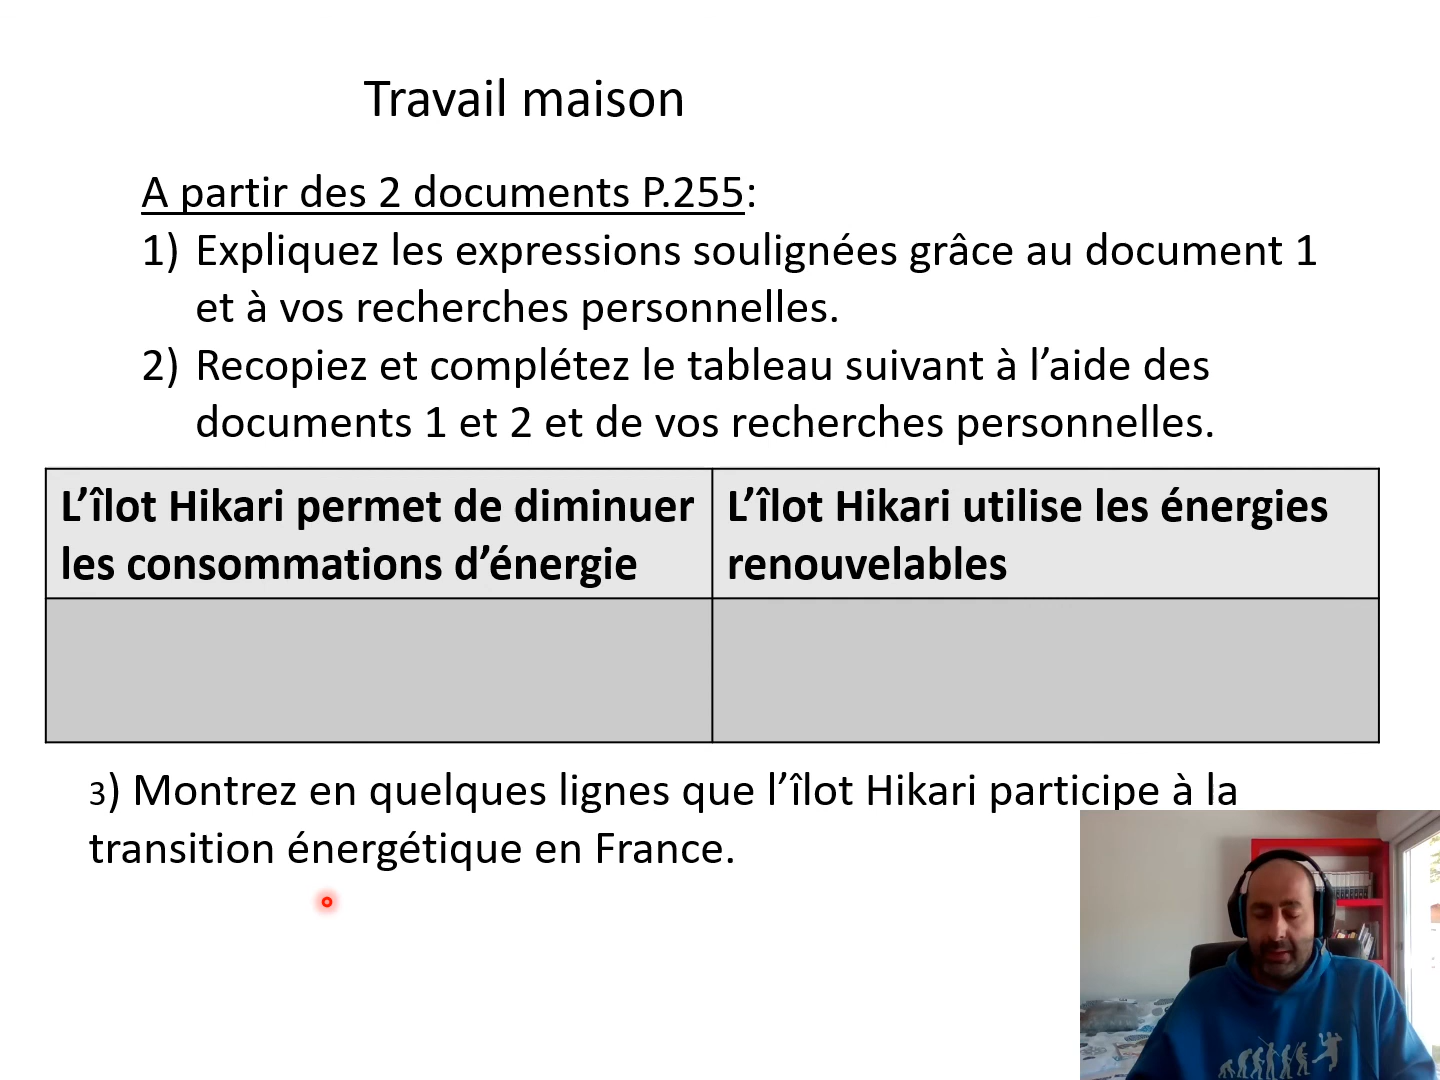 Travail maison
A partir des 2 documents P.255:
1) Expliquez les expressions soulignées grâce au document 1
et à vos recherches personnelles.
2) Recopiez et complétez le tableau suivant à l’aide des
documents 1 et 2 et de vos recherches personnelles.
L’îlot Hikari permet de diminuer
les consommations d’énergie
L’îlot Hikari utilise les énergies
renouvelables
3) Montrez en quelques lignes que l’îlot Hikari participe à la
transition énergétique en France.